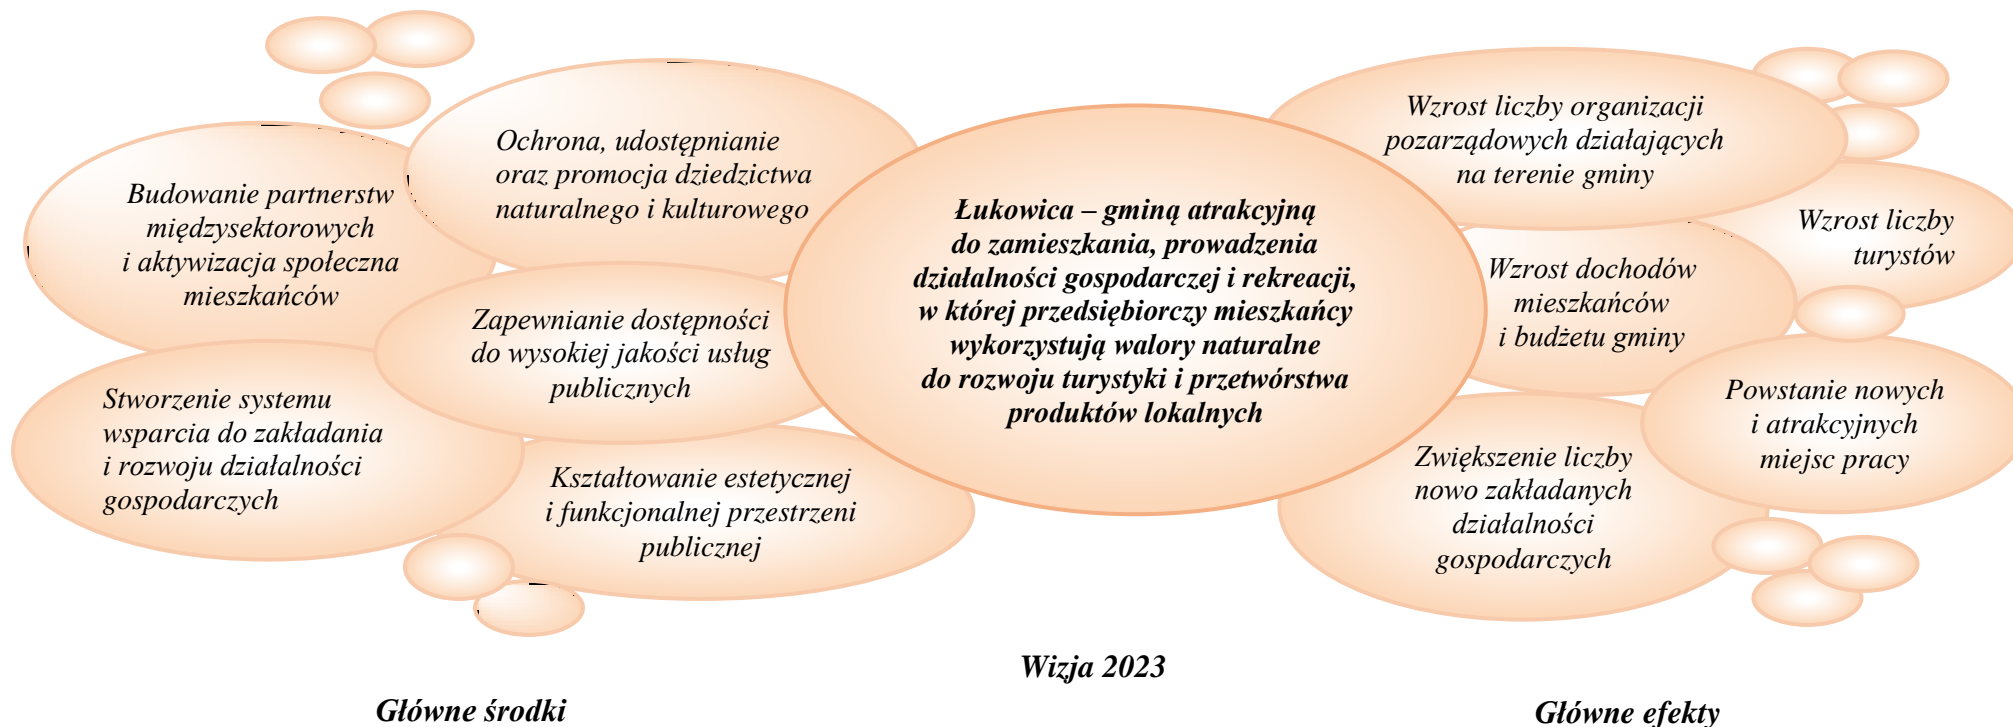 Budowanie partnerstw
międzysektorowych
i aktywizacja społeczna
mieszkańców
Ochrona, udostępnianie
oraz promocja dziedzictwa
naturalnego i kulturowego
Zapewnianie dostępności
do wysokiej jakości usług
publicznych
Stworzenie systemu
wsparcia do zakładania
i rozwoju działalności
gospodarczych
Kształtowanie estetycznej
i funkcjonalnej przestrzeni
publicznej
Łukowica – gminą atrakcyjną
do zamieszkania, prowadzenia
działalności gospodarczej i rekreacji,
w której przedsiębiorczy mieszkańcy
wykorzystują walory naturalne
do rozwoju turystyki i przetwórstwa
produktów lokalnych
Wzrost liczby organizacji
pozarządowych działających
na terenie gminy
Wzrost liczby
turystów
Wzrost dochodów
mieszkańców
i budżetu gminy
Powstanie nowych
i atrakcyjnych
miejsc pracy
Zwiększenie liczby
nowo zakładanych
działalności
gospodarczych
Wizja 2023
Główne środki
Główne efekty